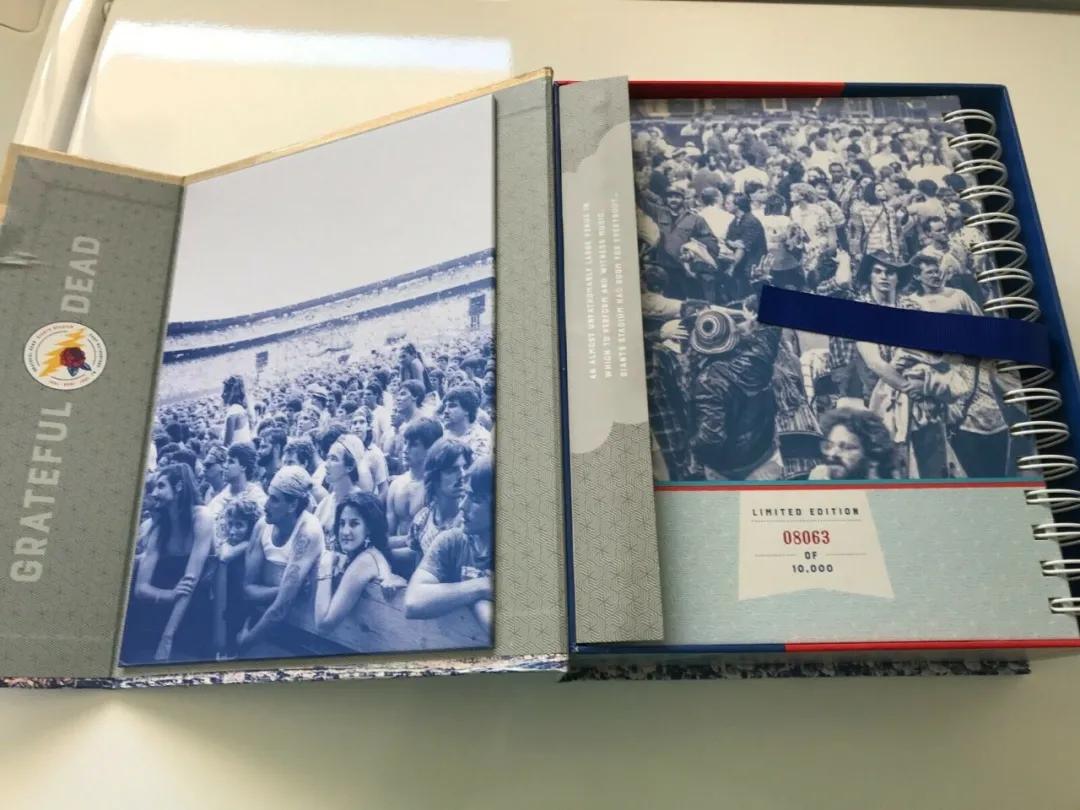 GRATEFUL DEAD
AN ALMOST UNFATHOMABLY LARGE VENUE IN
WHICH TO PERFORM AND WITNESS MUSIC,
GIANTS STADIUM HAD ROOM FOR EVERYBODY.
LIMITED EDITION
08063
OF
10,000